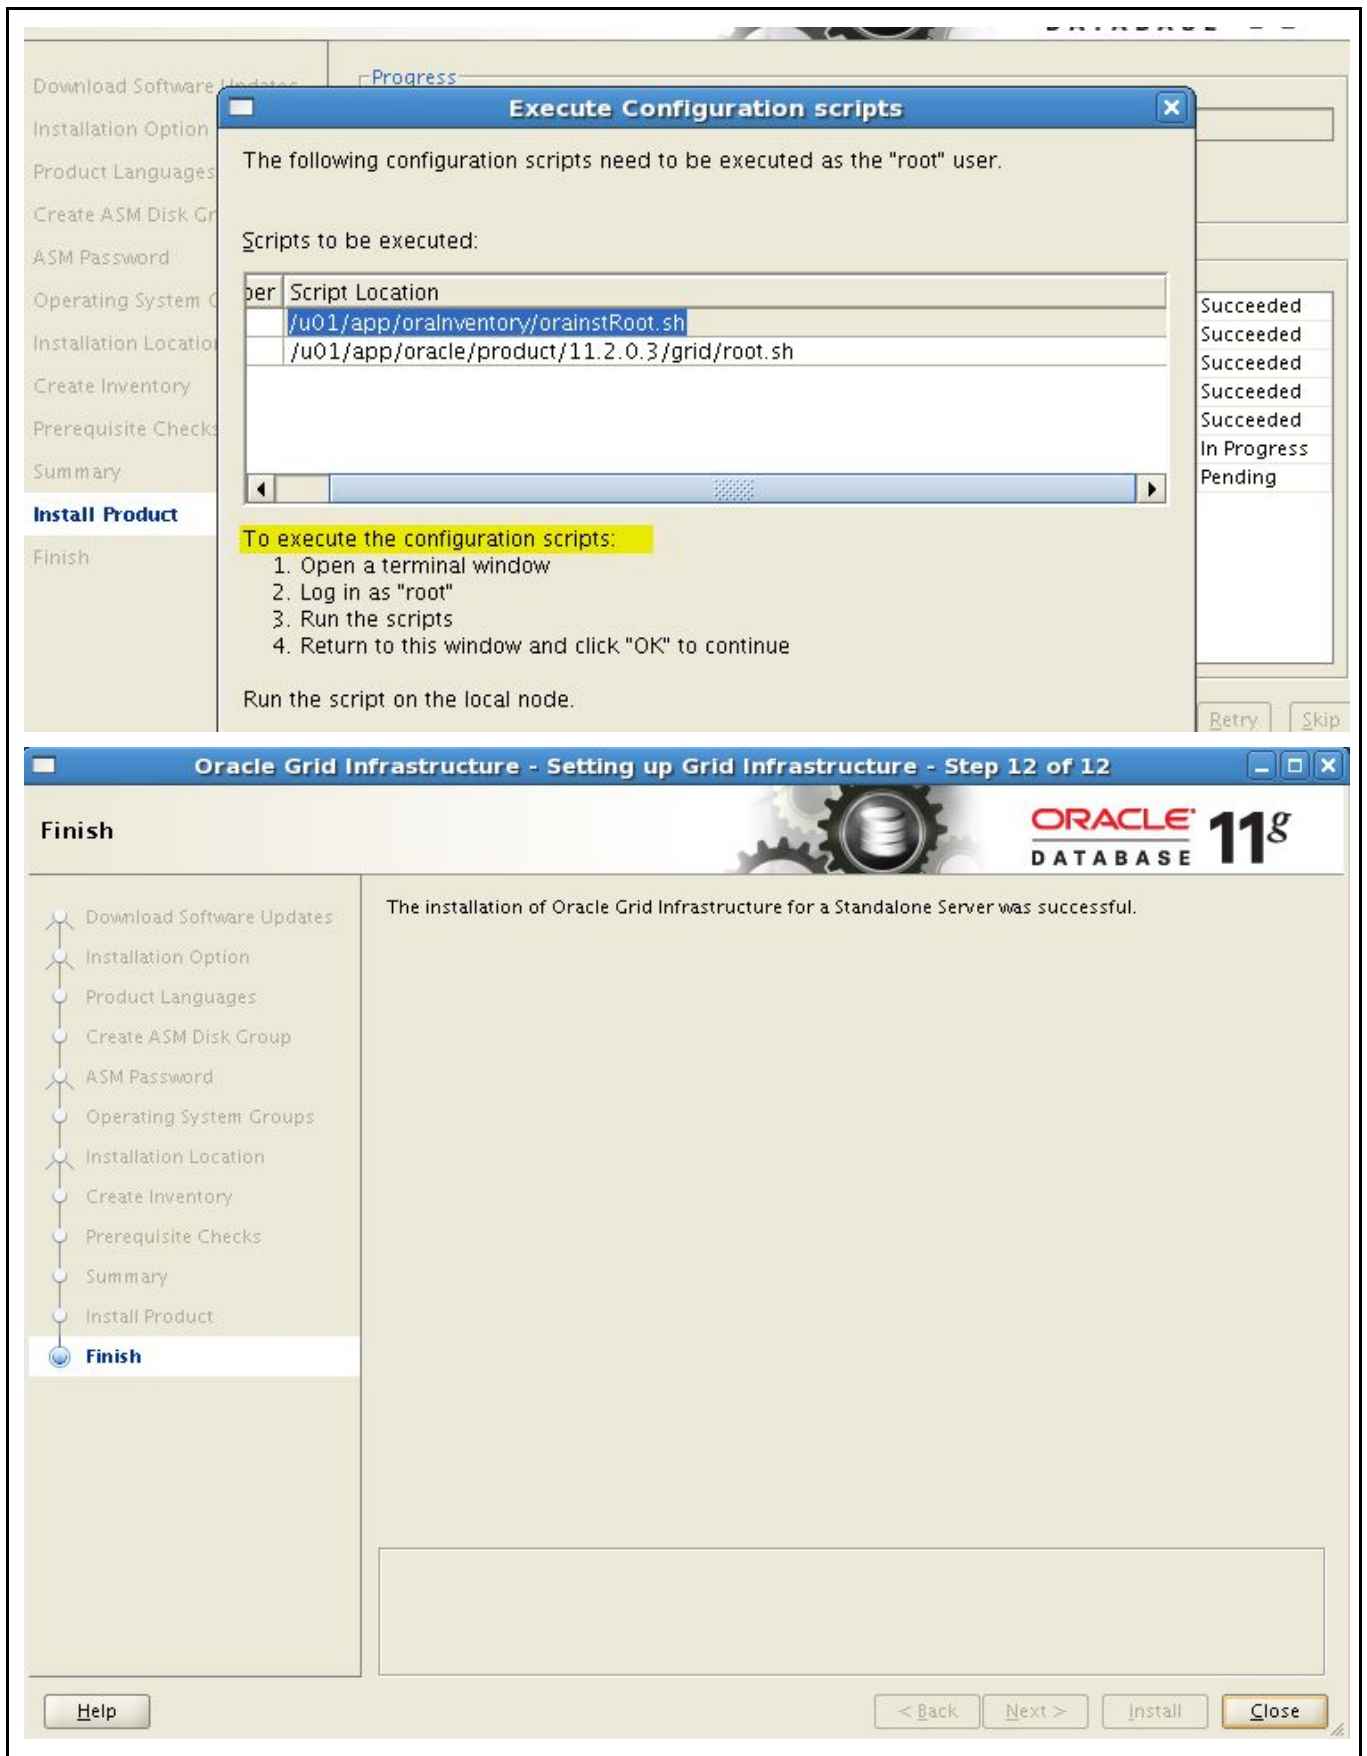 Progress
Download Software Updates
Execute Configuration scripts
Installation Option
The following configuration scripts need to be executed as the "root" user.
Product Languages
Create ASM Disk Gr
Scripts to be executed:
ASM Password
ber Script Location
Operating System G
/u01/app/oraInventory/orainstRoot.sh
Succeeded
Installation Location
/u01/app/oracle/product/11.2.0.3/grid/root.sh
Succeeded
Succeeded
Create Inventory
Succeeded
Prerequisite Checks
Succeeded
In Progress
Summary
Pending
Install Product
To execute the configuration scripts:
Finish
1. Open a terminal window
2. Log in as "root"
3. Run the scripts
4. Return to this window and click "OK" to continue
Run the script on the local node.
Retry
Skip
Oracle Grid Infrastructure - Setting up Grid Infrastructure - Step 12 of 12
Finish
ORACLE 11g
DATABASE
Download Software Updates
The installation of Oracle Grid Infrastructure for a Standalone Server was successful.
Installation Option
Product Languages
Create ASM Disk Group
ASM Password
Operating System Groups
Installation Location
Create Inventory
Prerequisite Checks
Summary
Install Product
Finish
Help
< Back
Next >
Install
Close